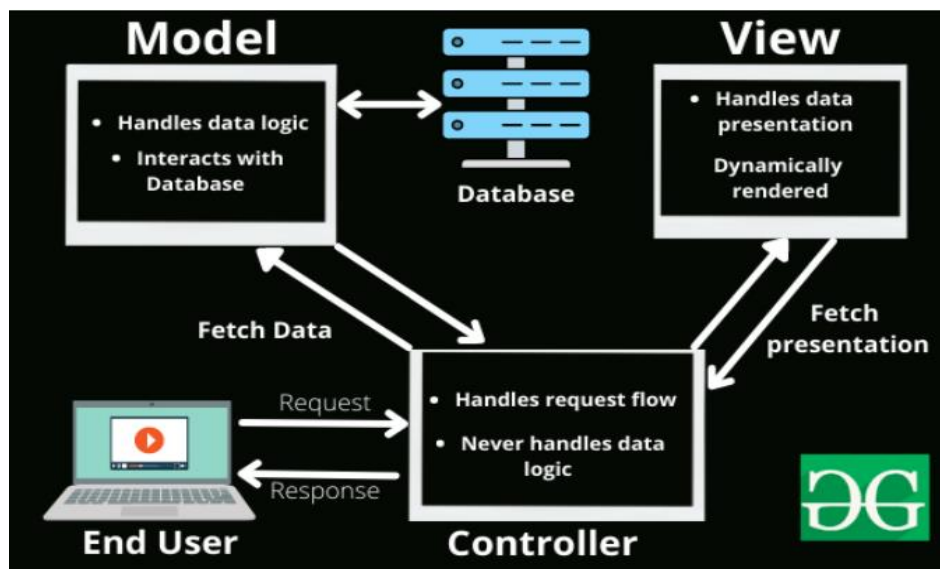 Model
View
• Handles data logic
• Interacts with
Database
Database
• Handles data
presentation
Dynamically
rendered
Fetch Data
Fetch
presentation
Request
Response
• Handles request flow
• Never handles data
logic
End User
Controller